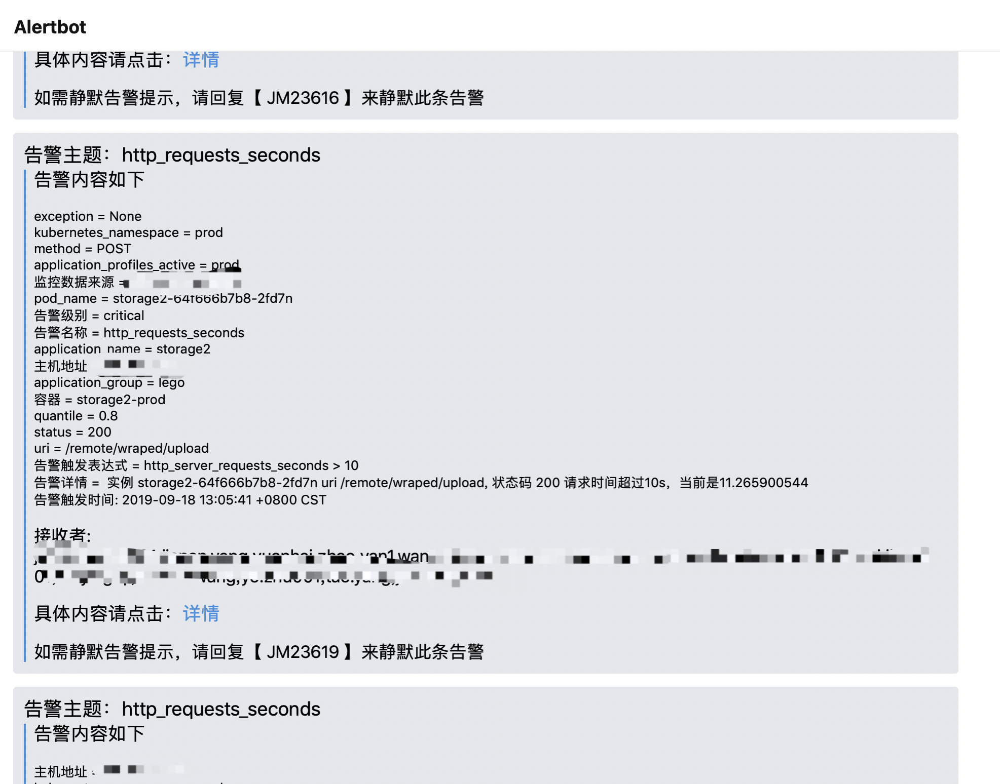 Alertbot
具体内容请点击：详情
如需静默告警提示，请回复【 JM23616 】来静默此条告警
告警主题：http_requests_seconds
告警内容如下
exception = None
kubernetes_namespace = prod
method = POST
application_profiles_active = prod
监控数据来源 =
pod_name = storage2-64f666b7b8-2fd7n
告警级别 = critical
告警名称 = http_requests_seconds
application_name = storage2
主机地址
application_group = lego
容器 = storage2-prod
quantile = 0.8
status = 200
uri = /remote/wraped/upload
告警触发表达式 = http_server_requests_seconds > 10
告警详情 = 实例 storage2-64f666b7b8-2fd7n uri /remote/wraped/upload, 状态码 200 请求时间超过10s，当前是11.265900544
告警触发时间: 2019-09-18 13:05:41 +0800 CST
接收者:
具体内容请点击：详情
如需静默告警提示，请回复【 JM23619 】来静默此条告警
告警主题：http_requests_seconds
告警内容如下
主机地址